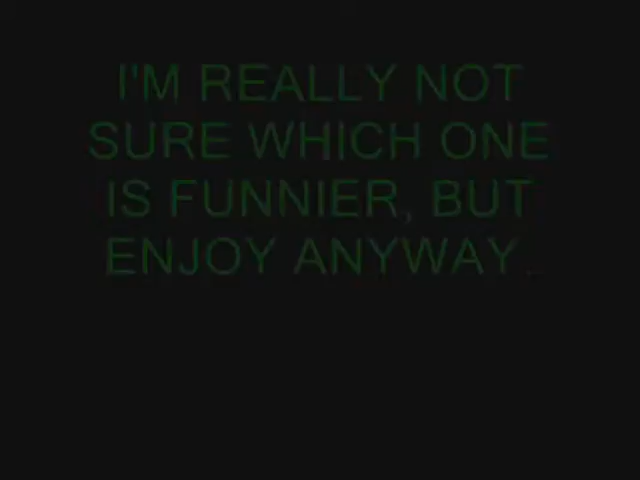 I'M REALLY NOT
SURE WHICH ONE
IS FUNNIER, BUT
ENJOY ANYWAY..